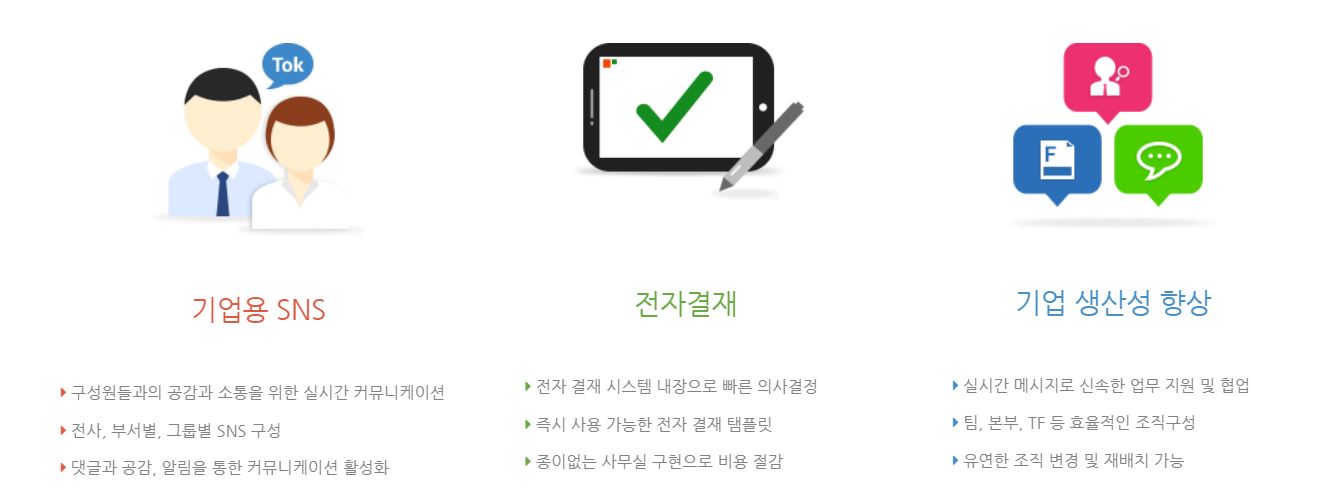 Tok
F
기업용 SNS
구성원들과의 공감과 소통을 위한 실시간 커뮤니케이션
전사, 부서별, 그룹별 SNS 구성
댓글과 공감, 알림을 통한 커뮤니케이션 활성화
전자결재
전자 결재 시스템 내장으로 빠른 의사결정
즉시 사용 가능한 전자 결재 탬플릿
종이없는 사무실 구현으로 비용 절감
기업 생산성 향상
실시간 메시지로 신속한 업무 지원 및 협업
팀, 본부, TF 등 효율적인 조직구성
유연한 조직 변경 및 재배치 가능